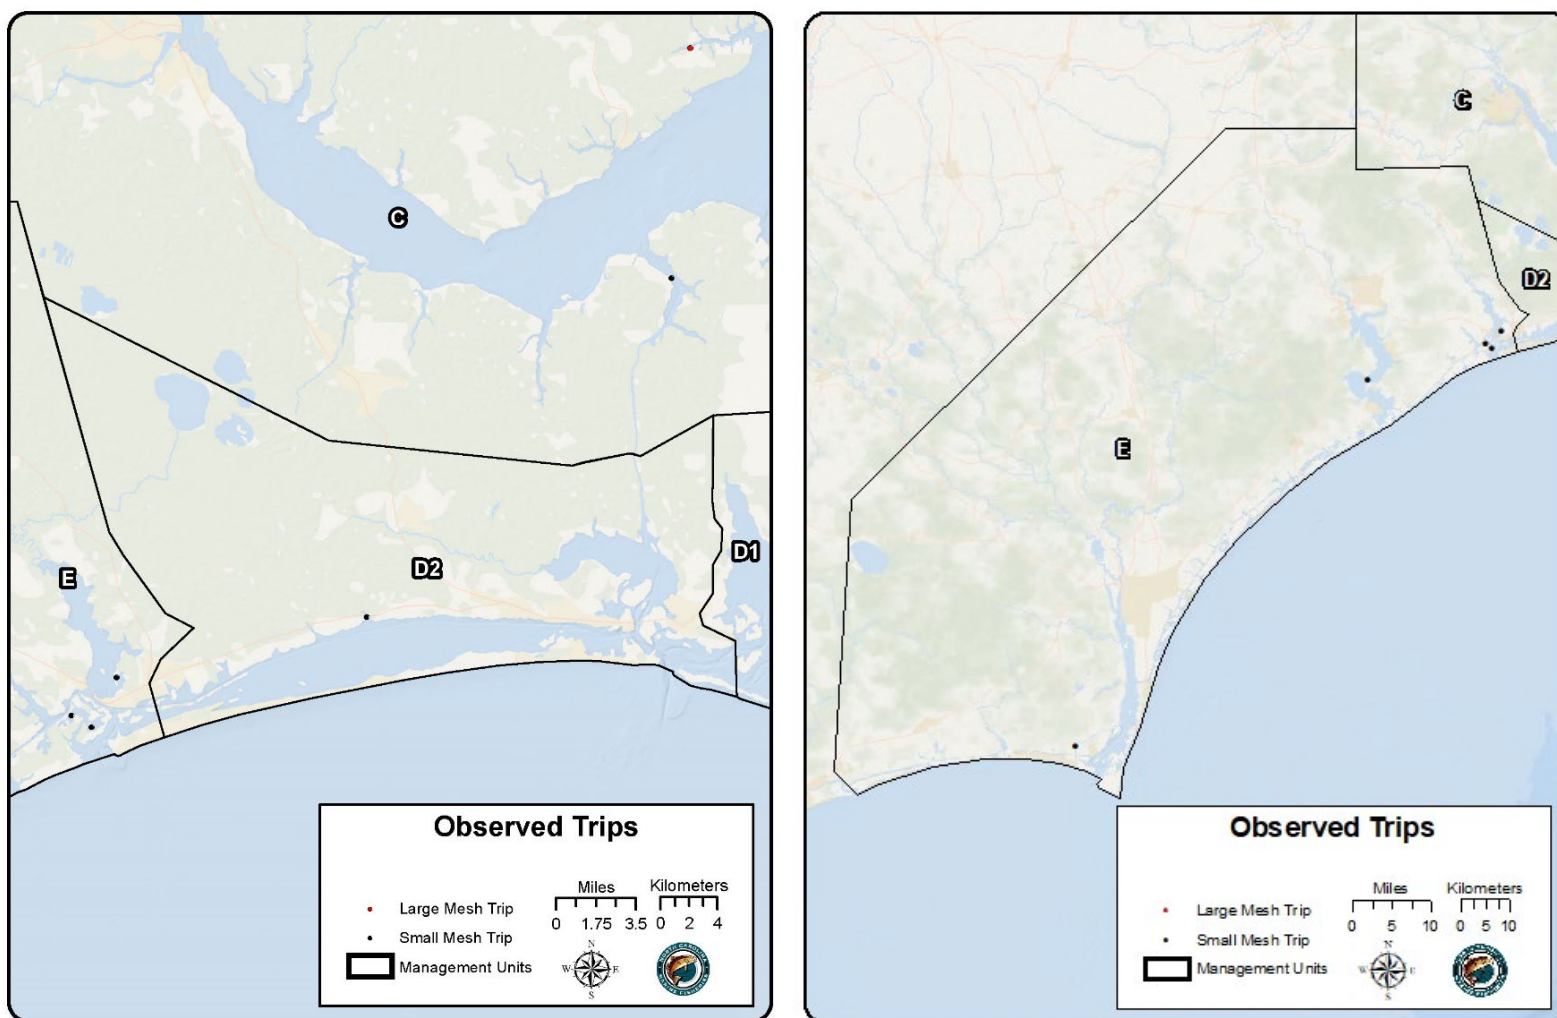 C
E
D2
D1
Observed Trips
Miles
Kilometers
Large Mesh Trip
0 1.75 3.5
0 2 4
Small Mesh Trip
N
W E
S
Management Units
C
D2
E
Observed Trips
Miles
Kilometers
Large Mesh Trip
0 5 10
0 5 10
Small Mesh Trip
N
W E
S
Management Units